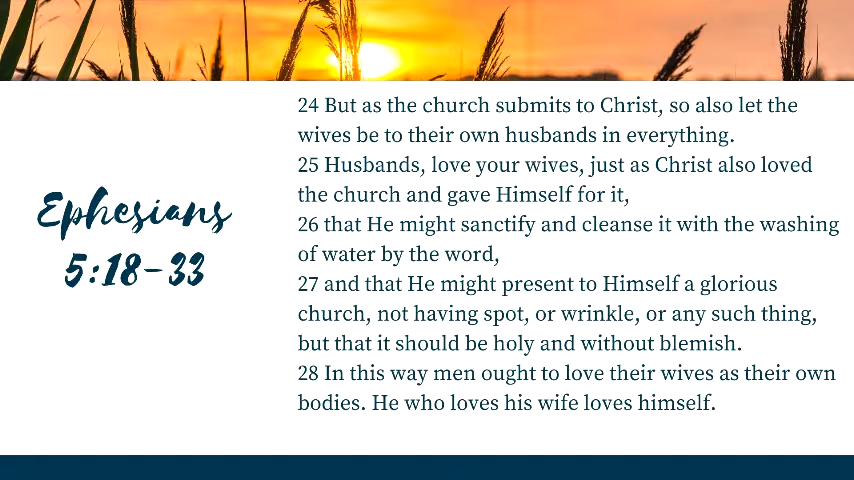 Ephesians
5:18-33
24 But as the church submits to Christ, so also let the
wives be to their own husbands in everything.
25 Husbands, love your wives, just as Christ also loved
the church and gave Himself for it,
26 that He might sanctify and cleanse it with the washing
of water by the word,
27 and that He might present to Himself a glorious
church, not having spot, or wrinkle, or any such thing,
but that it should be holy and without blemish.
28 In this way men ought to love their wives as their own
bodies. He who loves his wife loves himself.